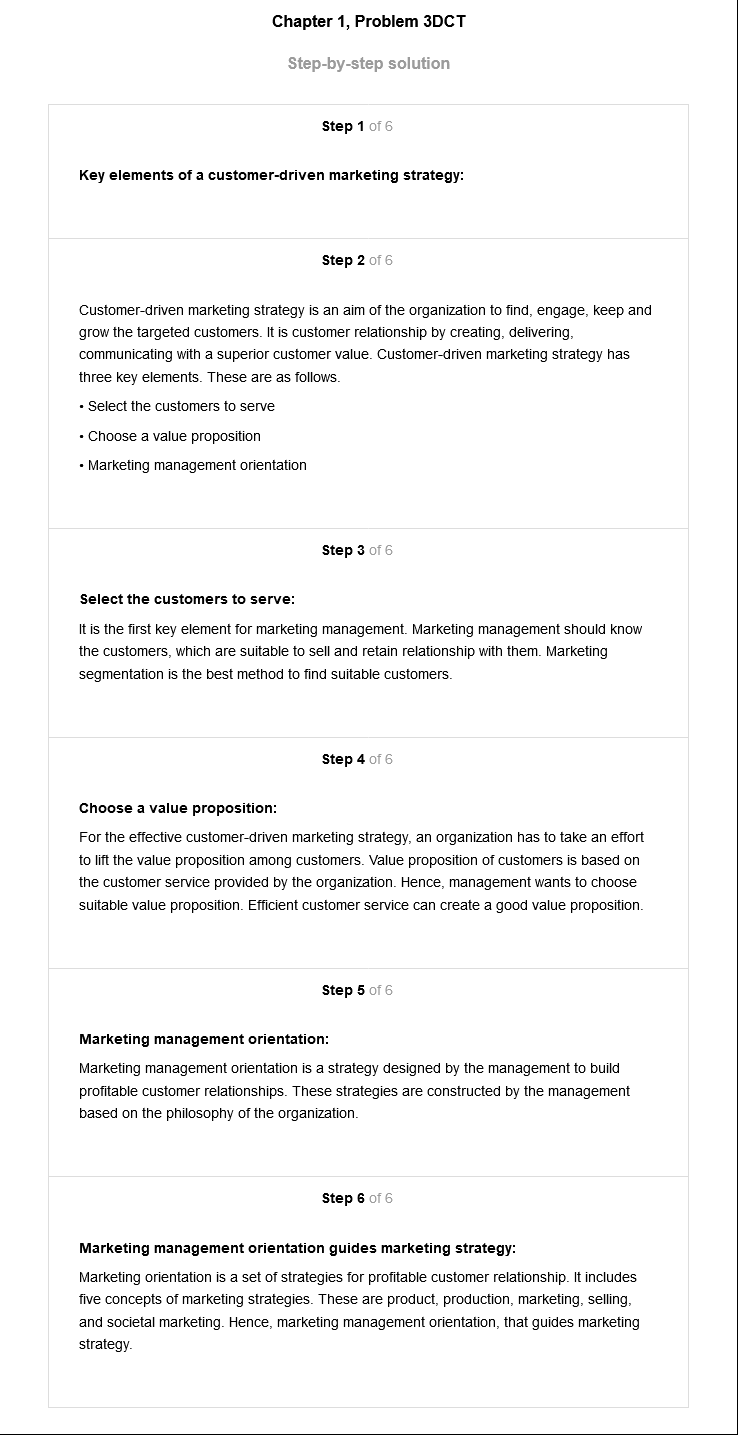 Chapter 1, Problem 3DCT
Step-by-step solution
Step 1 of 6
Key elements of a customer-driven marketing strategy:
Step 2 of 6
Customer-driven marketing strategy is an aim of the organization to find, engage, keep and
grow the targeted customers. It is customer relationship by creating, delivering,
communicating with a superior customer value. Customer-driven marketing strategy has
three key elements. These are as follows.
• Select the customers to serve
• Choose a value proposition
• Marketing management orientation
Step 3 of 6
Select the customers to serve:
It is the first key element for marketing management. Marketing management should know
the customers, which are suitable to sell and retain relationship with them. Marketing
segmentation is the best method to find suitable customers.
Step 4 of 6
Choose a value proposition:
For the effective customer-driven marketing strategy, an organization has to take an effort
to lift the value proposition among customers. Value proposition of customers is based on
the customer service provided by the organization. Hence, management wants to choose
suitable value proposition. Efficient customer service can create a good value proposition.
Step 5 of 6
Marketing management orientation:
Marketing management orientation is a strategy designed by the management to build
profitable customer relationships. These strategies are constructed by the management
based on the philosophy of the organization.
Step 6 of 6
Marketing management orientation guides marketing strategy:
Marketing orientation is a set of strategies for profitable customer relationship. It includes
five concepts of marketing strategies. These are product, production, marketing, selling,
and societal marketing. Hence, marketing management orientation, that guides marketing
strategy.